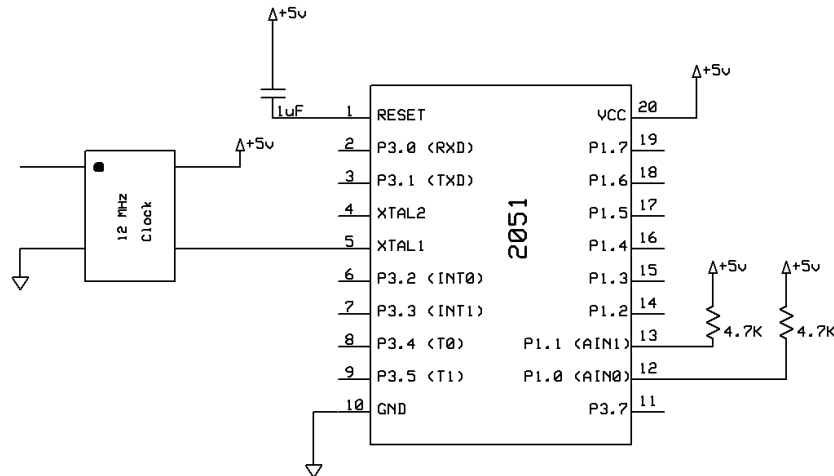 +5v
1uF
1 RESET
2 P3.0 (RXD)
3 P3.1 (TXD)
4 XTAL2
5 XTAL1
6 P3.2 (INT0)
7 P3.3 (INT1)
8 P3.4 (T0)
9 P3.5 (T1)
10 GND
+5v
12 MHz
Clock
2051
+5v
VCC 20
P1.7 19
P1.6 18
P1.5 17
P1.4 16
P1.3 15
P1.2 14
P1.1 (AIN1) 13
P1.0 (AIN0) 12
P3.7 11
+5v
+5v
4.7K
4.7K